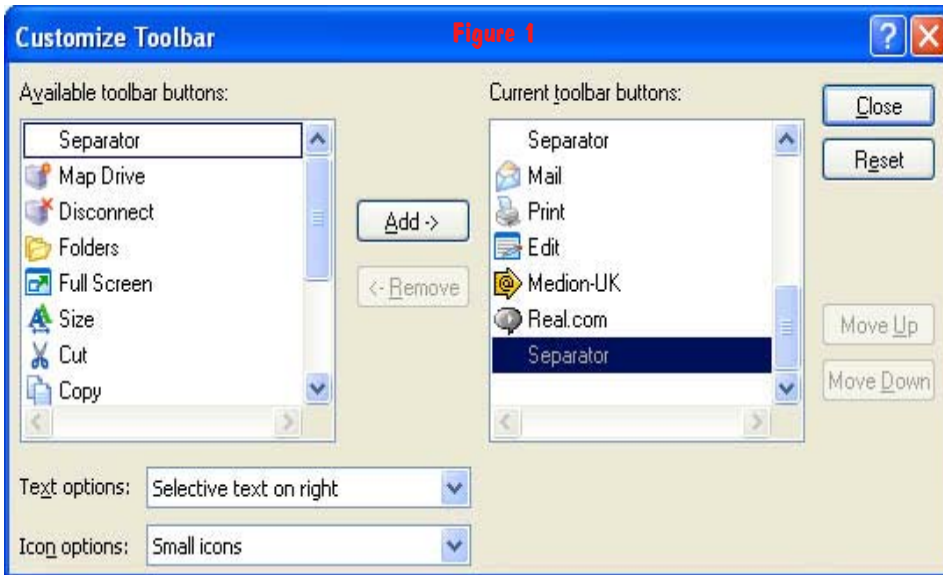 Customize Toolbar
Figure 1
Available toolbar buttons:
Separator
Map Drive
Disconnect
Folders
Full Screen
Size
Cut
Copy
Add ->
<- Remove
Current toolbar buttons:
Separator
Mail
Print
Edit
Medion-UK
Real.com
Separator
Close
Reset
Move Up
Move Down
Text options:
Selective text on right
Icon options:
Small icons